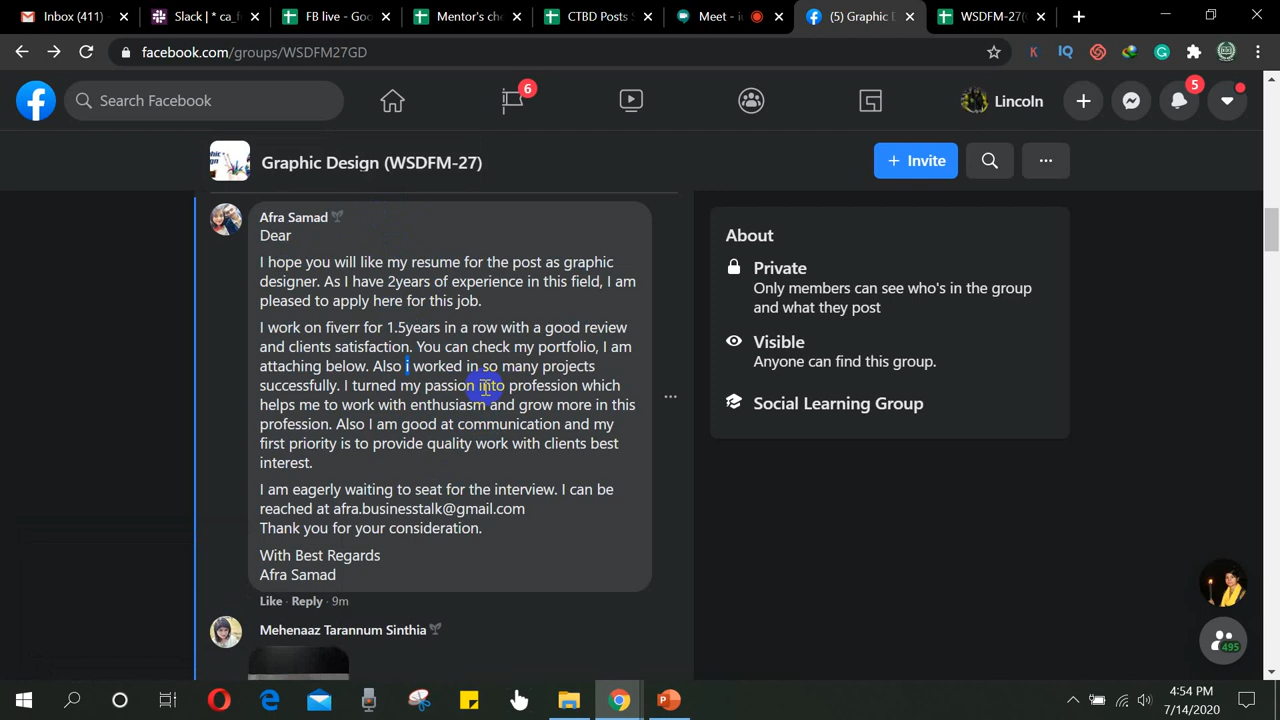 Inbox (411)
Slack | * ca_f
FB live - Goo
Mentor's che
CTBD Posts S
Meet - iu
(5) Graphic D
WSDFM-27(
facebook.com/groups/WSDFM27GD
Search Facebook
6
Lincoln
5
Graphic Design (WSDFM-27)
+ Invite
Afra Samad
Dear
I hope you will like my resume for the post as graphic
designer. As I have 2years of experience in this field, I am
pleased to apply here for this job.
I work on fiverr for 1.5years in a row with a good review
and clients satisfaction. You can check my portfolio, I am
attaching below. Also i worked in so many projects
successfully. I turned my passion into profession which
helps me to work with enthusiasm and grow more in this
profession. Also I am good at communication and my
first priority is to provide quality work with clients best
interest.
I am eagerly waiting to seat for the interview. I can be
reached at afra.businesstalk@gmail.com
Thank you for your consideration.
With Best Regards
Afra Samad
Like · Reply · 9m
Mehenaaz Tarannum Sinthia
About
Private
Only members can see who's in the group
and what they post
Visible
Anyone can find this group.
Social Learning Group
495
4:54 PM
7/14/2020